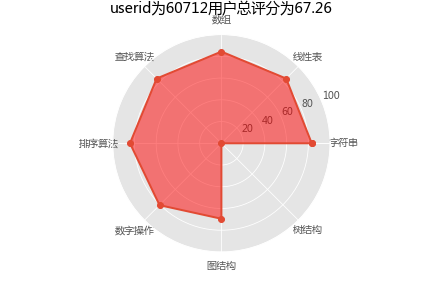 userid为60712用户总评分为67.26
数组
查找算法
线性表
100
80
60
40
20
排序算法
字符串
数字操作
树结构
图结构